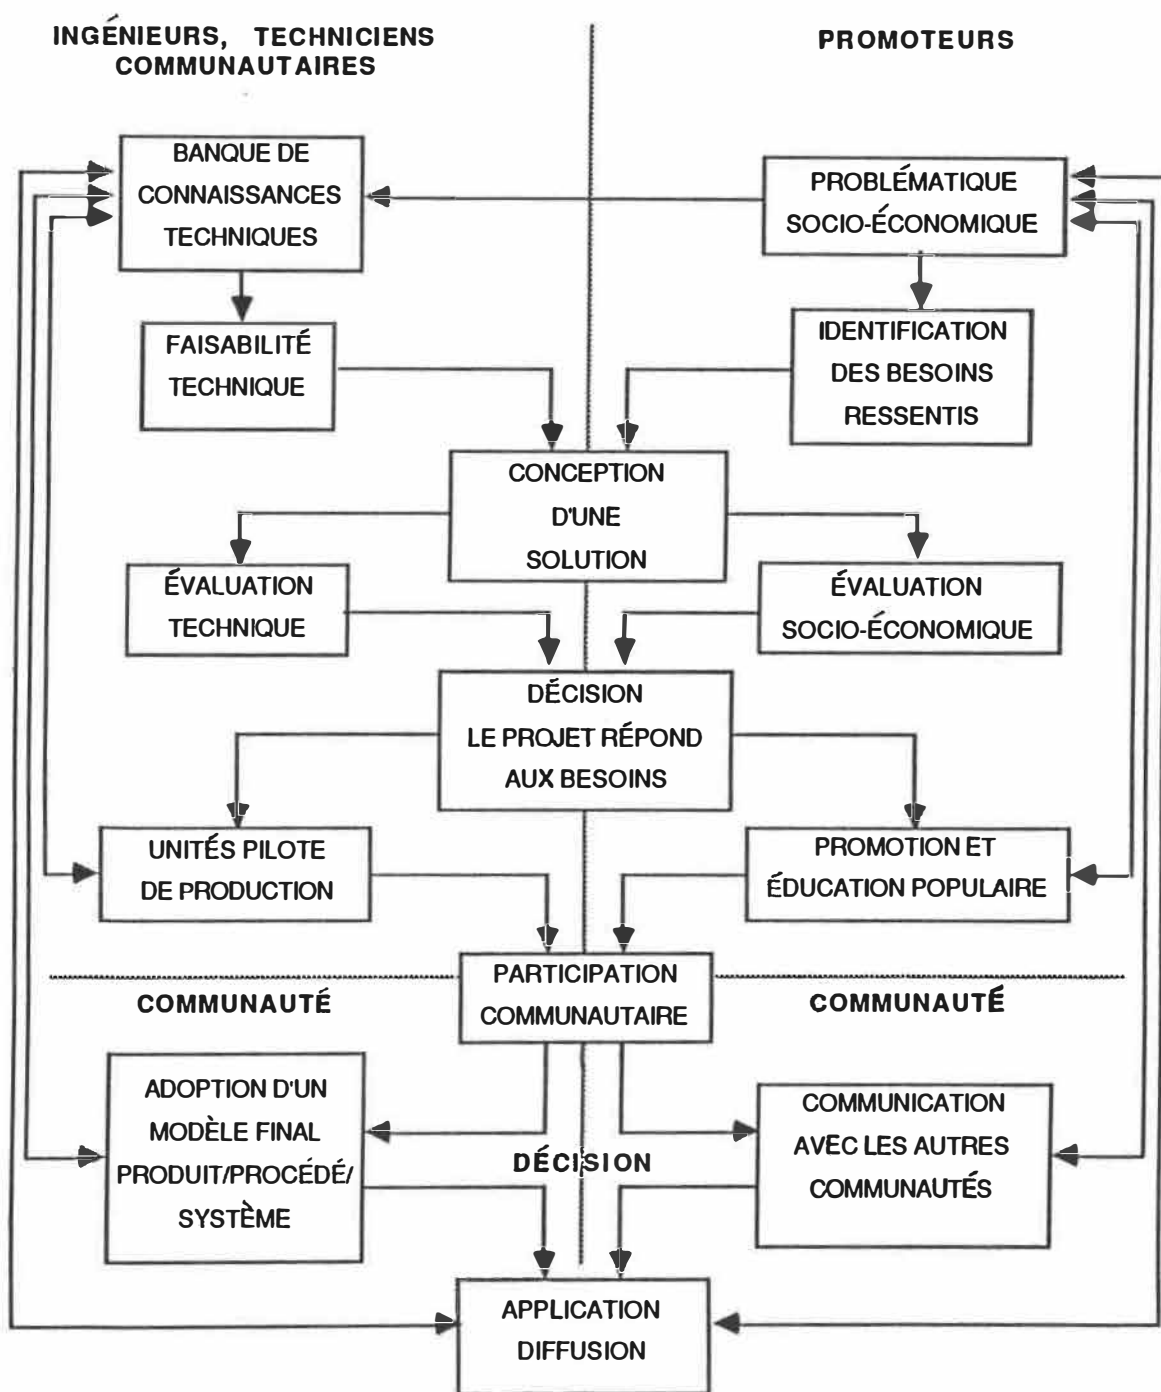 INGÉNIEURS, TECHNICIENS
COMMUNAUTAIRES
PROMOTEURS
BANQUE DE
CONNAISSANCES
TECHNIQUES
PROBLÉMATIQUE
SOCIO-ÉCONOMIQUE
FAISABILITÉ
TECHNIQUE
IDENTIFICATION
DES BESOINS
RESSENTIS
CONCEPTION
D'UNE
SOLUTION
ÉVALUATION
TECHNIQUE
ÉVALUATION
SOCIO-ÉCONOMIQUE
DÉCISION
LE PROJET RÉPOND
AUX BESOINS
UNITÉS PILOTE
DE PRODUCTION
PROMOTION ET
ÉDUCATION POPULAIRE
PARTICIPATION
COMMUNAUTAIRE
COMMUNAUTÉ
COMMUNAUTÉ
ADOPTION D'UN
MODÈLE FINAL
PRODUIT/PROCÉDÉ/
SYSTÈME
COMMUNICATION
AVEC LES AUTRES
COMMUNAUTÉS
DÉCISION
APPLICATION
DIFFUSION